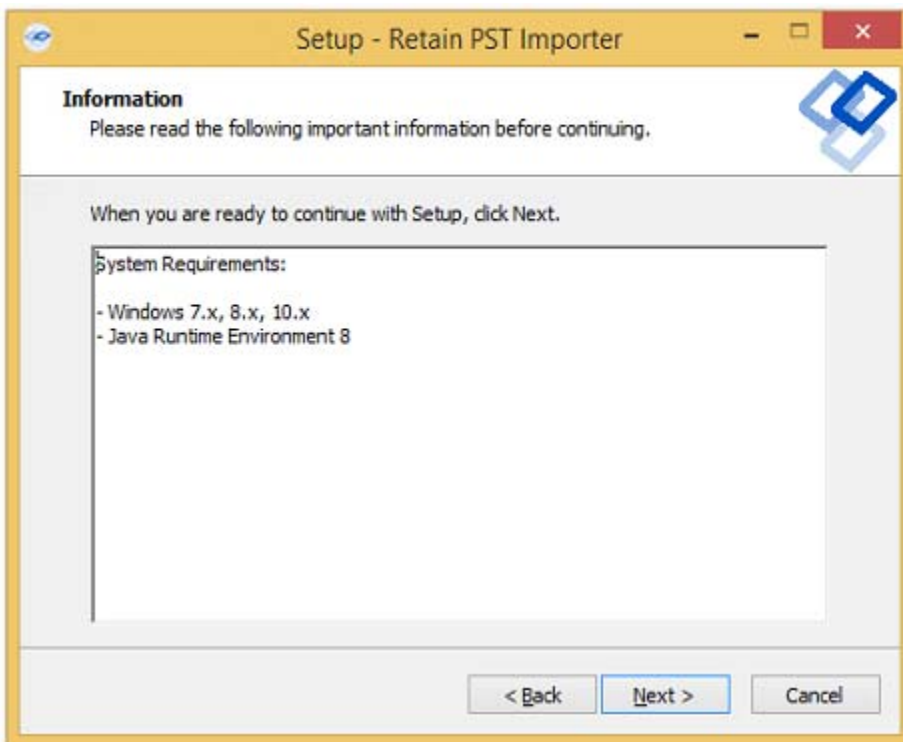 Setup - Retain PST Importer
Information
Please read the following important information before continuing.
When you are ready to continue with Setup, click Next.
System Requirements:
- Windows 7.x, 8.x, 10.x
- Java Runtime Environment 8
< Back Next > Cancel